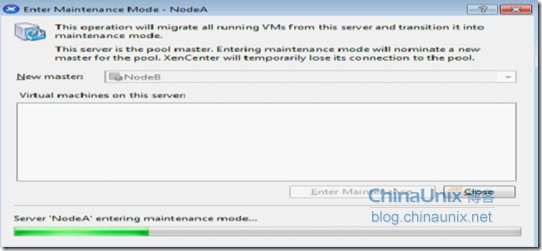 Enter Maintenance Mode - NodeA
This operation will migrate all running VMs from this server and transition it into
maintenance mode.
This server is the pool master. Entering maintenance mode will nominate a new
master for the pool. XenCenter will temporarily lose its connection to the pool.
New master: NodeB
Virtual machines on this server:
Enter Maintenance Close
ChinaUnix 博客
blog.chinaunix.net
Server 'NodeA' entering maintenance mode...